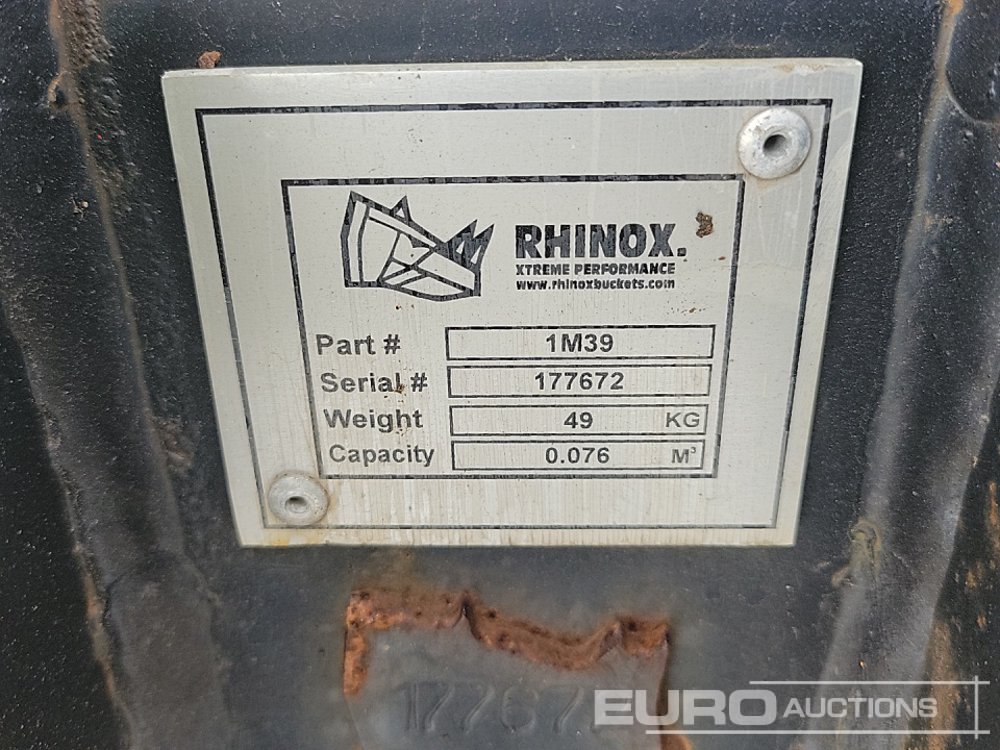 RHINOX.
XTREME PERFORMANCE
www.rhinoxbuckets.com
Part # 1M39
Serial # 177672
Weight 49 KG
Capacity 0.076 M³
EURO AUCTIONS